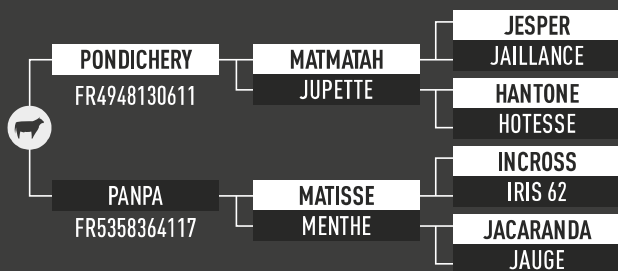 PONDICHERY
FR4948130611
MATMATAH
JUPETTE
JESPER
JAILLANCE
HANTONE
HOTESSE
PANPA
FR5358364117
MATISSE
MENTHE
INCROSS
IRIS 62
JACARANDA
JAUGE